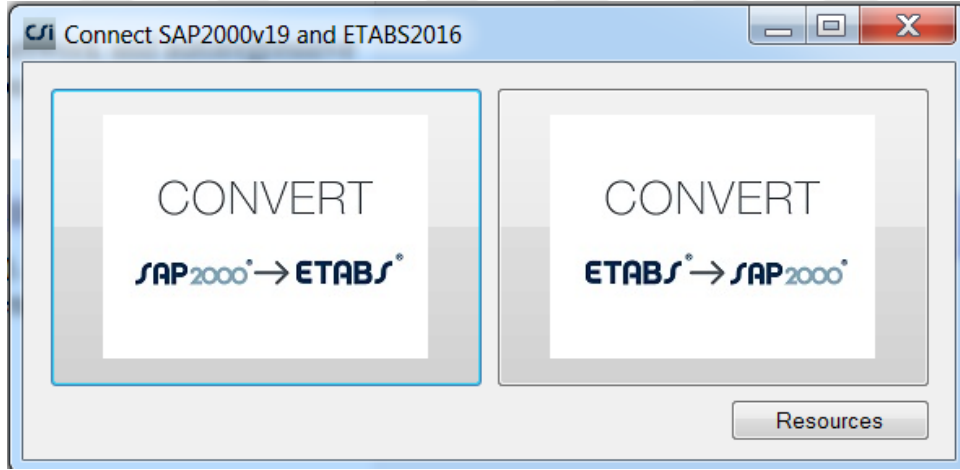 CSi Connect SAP2000v19 and ETABS2016
CONVERT
SAP2000® → ETABS®
CONVERT
ETABS® → SAP2000®
Resources